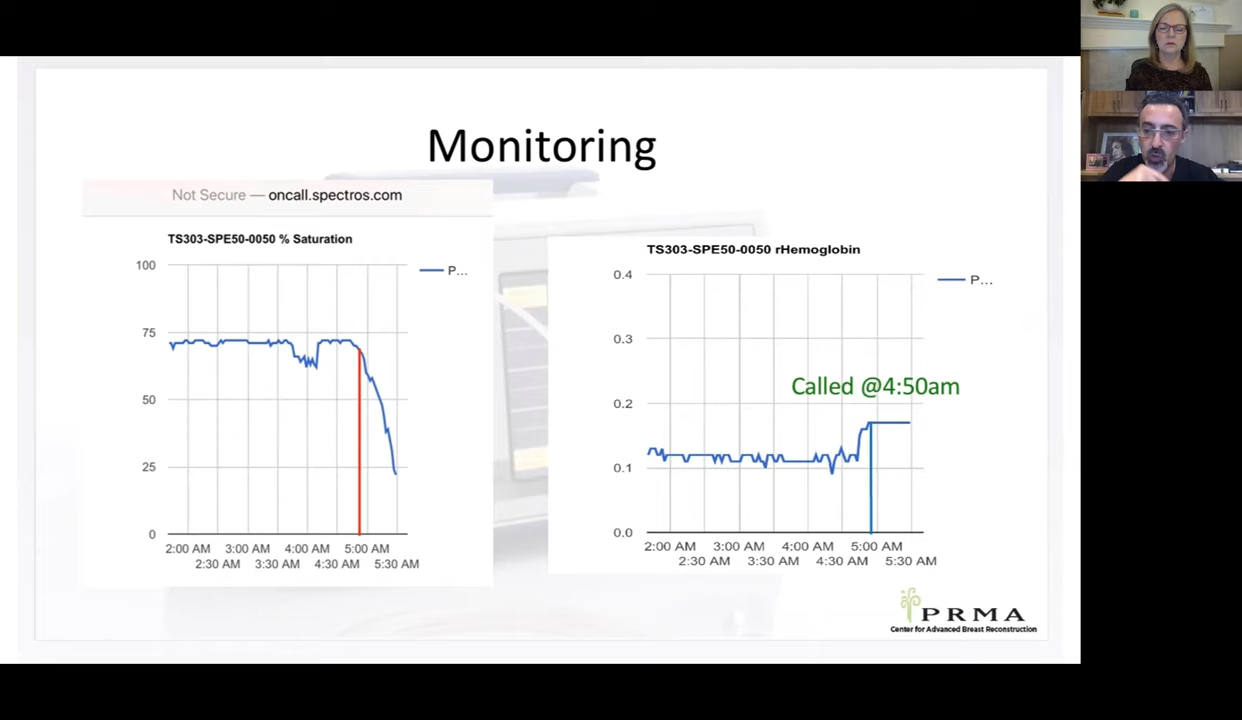 Monitoring
Not Secure — oncall.spectros.com
TS303-SPE50-0050 % Saturation
100
75
50
25
0
P...
2:00 AM 3:00 AM 4:00 AM 5:00 AM
2:30 AM 3:30 AM 4:30 AM 5:30 AM
TS303-SPE50-0050 rHemoglobin
0.4
0.3
0.2
0.1
0.0
P...
Called @4:50am
2:00 AM 3:00 AM 4:00 AM 5:00 AM
2:30 AM 3:30 AM 4:30 AM 5:30 AM
PRMA
Center for Advanced Breast Reconstruction